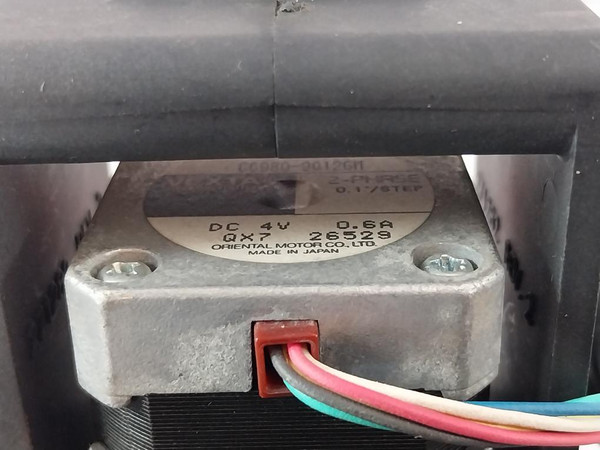 2-PHASE
0.1°/STEP
DC 4V 0.6A
QX7 26529
ORIENTAL MOTOR CO., LTD.
MADE IN JAPAN